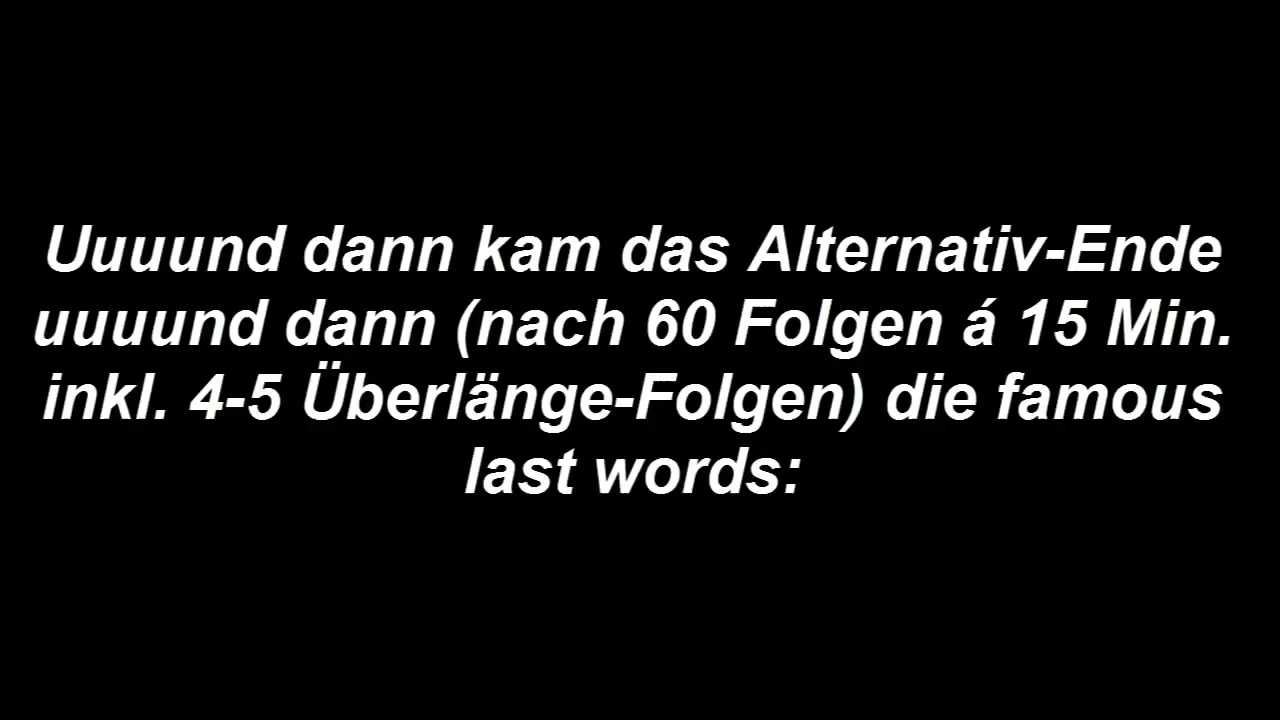 Uuuund dann kam das Alternativ-Ende
uuuund dann (nach 60 Folgen á 15 Min.
inkl. 4-5 Überlänge-Folgen) die famous
last words: